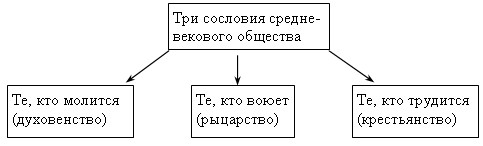 Три сословия средне-
векового общества
Те, кто молится
(духовенство)
Те, кто воюет
(рыцарство)
Те, кто трудится
(крестьянство)